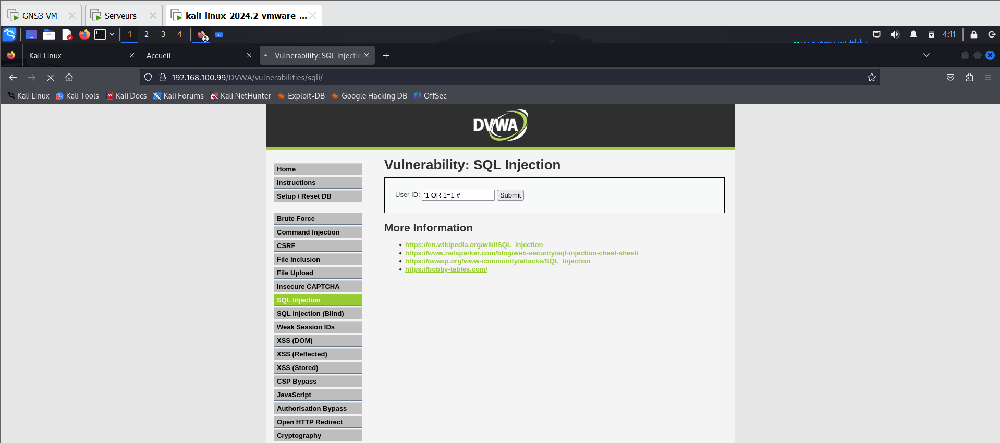 GNS3 VM
Serveurs
kali-linux-2024.2-vmware-...
1 2 3 4
2
4:11
Kali Linux
Accueil
Vulnerability: SQL Injectio
192.168.100.99/DVWA/vulnerabilities/sqli/
Kali Linux Kali Tools Kali Docs Kali Forums Kali NetHunter Exploit-DB Google Hacking DB OffSec
DVWA
Home
Instructions
Setup / Reset DB
Brute Force
Command Injection
CSRF
File Inclusion
File Upload
Insecure CAPTCHA
SQL Injection
SQL Injection (Blind)
Weak Session IDs
XSS (DOM)
XSS (Reflected)
XSS (Stored)
CSP Bypass
JavaScript
Authorisation Bypass
Open HTTP Redirect
Cryptography
Vulnerability: SQL Injection
User ID: '1 OR 1=1 # Submit
More Information
https://en.wikipedia.org/wiki/SQL_injection
https://www.netsparker.com/blog/web-security/sql-injection-cheat-sheet/
https://owasp.org/www-community/attacks/SQL_Injection
https://bobby-tables.com/